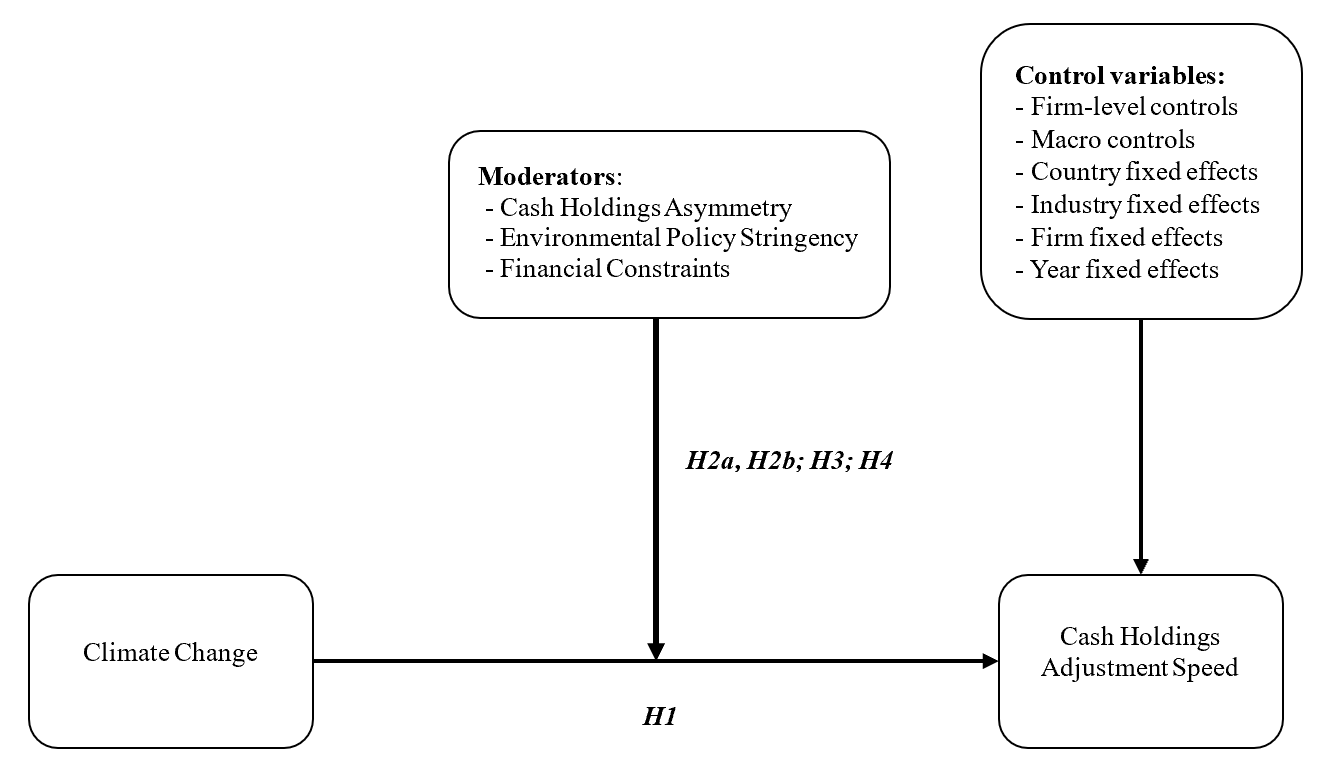 Control variables:
- Firm-level controls
- Macro controls
- Country fixed effects
- Industry fixed effects
- Firm fixed effects
- Year fixed effects
Moderators:
- Cash Holdings Asymmetry
- Environmental Policy Stringency
- Financial Constraints
H2a, H2b; H3; H4
Climate Change
Cash Holdings
Adjustment Speed
H1